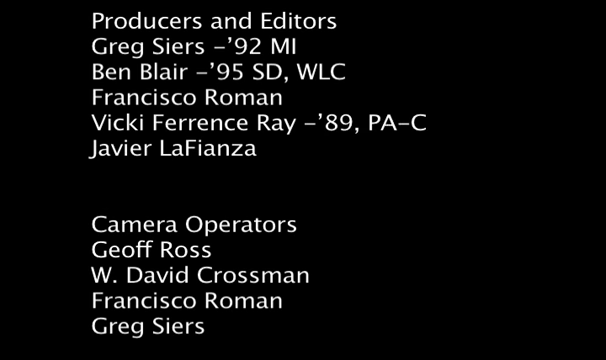 Producers and Editors
Greg Siers –’92 MI
Ben Blair –’95 SD, WLC
Francisco Roman
Vicki Ferrence Ray –’89, PA–C
Javier LaFianza
Camera Operators
Geoff Ross
W. David Crossman
Francisco Roman
Greg Siers